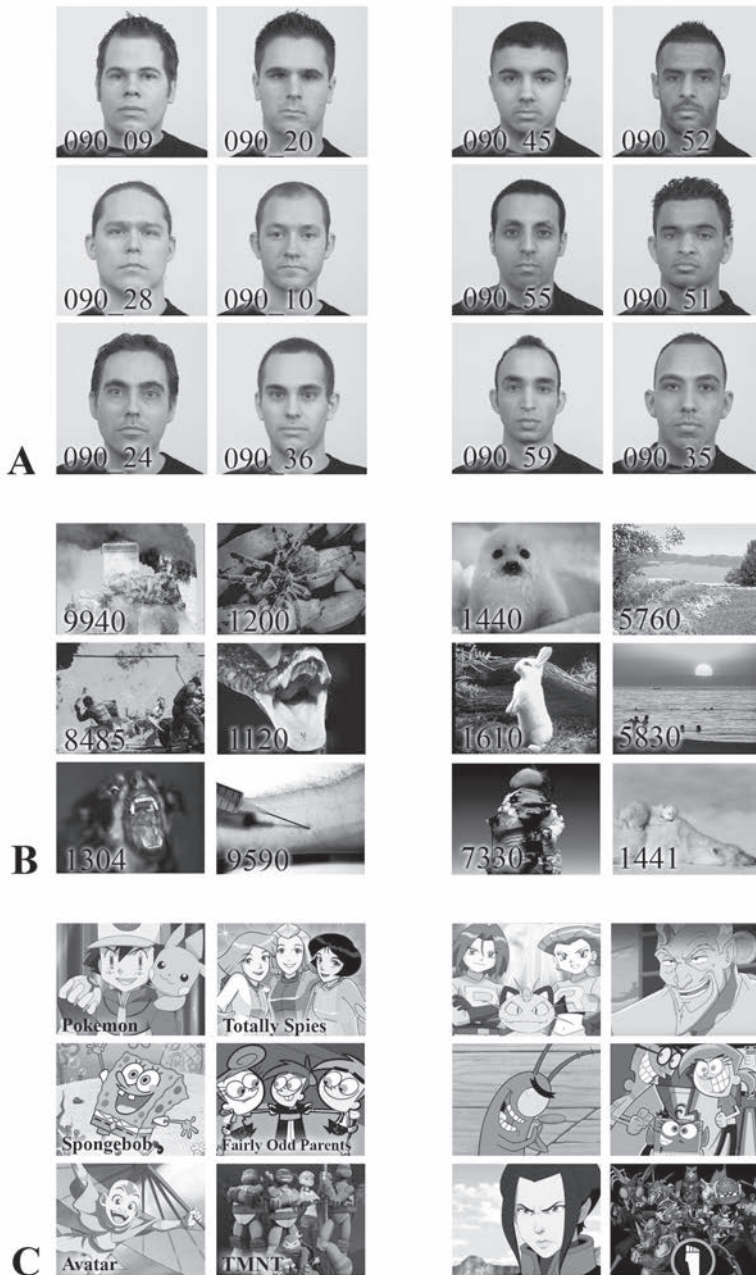 090_09 090_20 090_45 090_52
090_28 090_10 090_55 090_51
090_24 090_36 090_59 090_35
A
9940 1200 1440 5760
8485 1120 1610 5830
1304 9590 7330 1441
B
Pokemon Totally Spies
Spongebob Fairly Odd Parents
Avatar TMNT
C